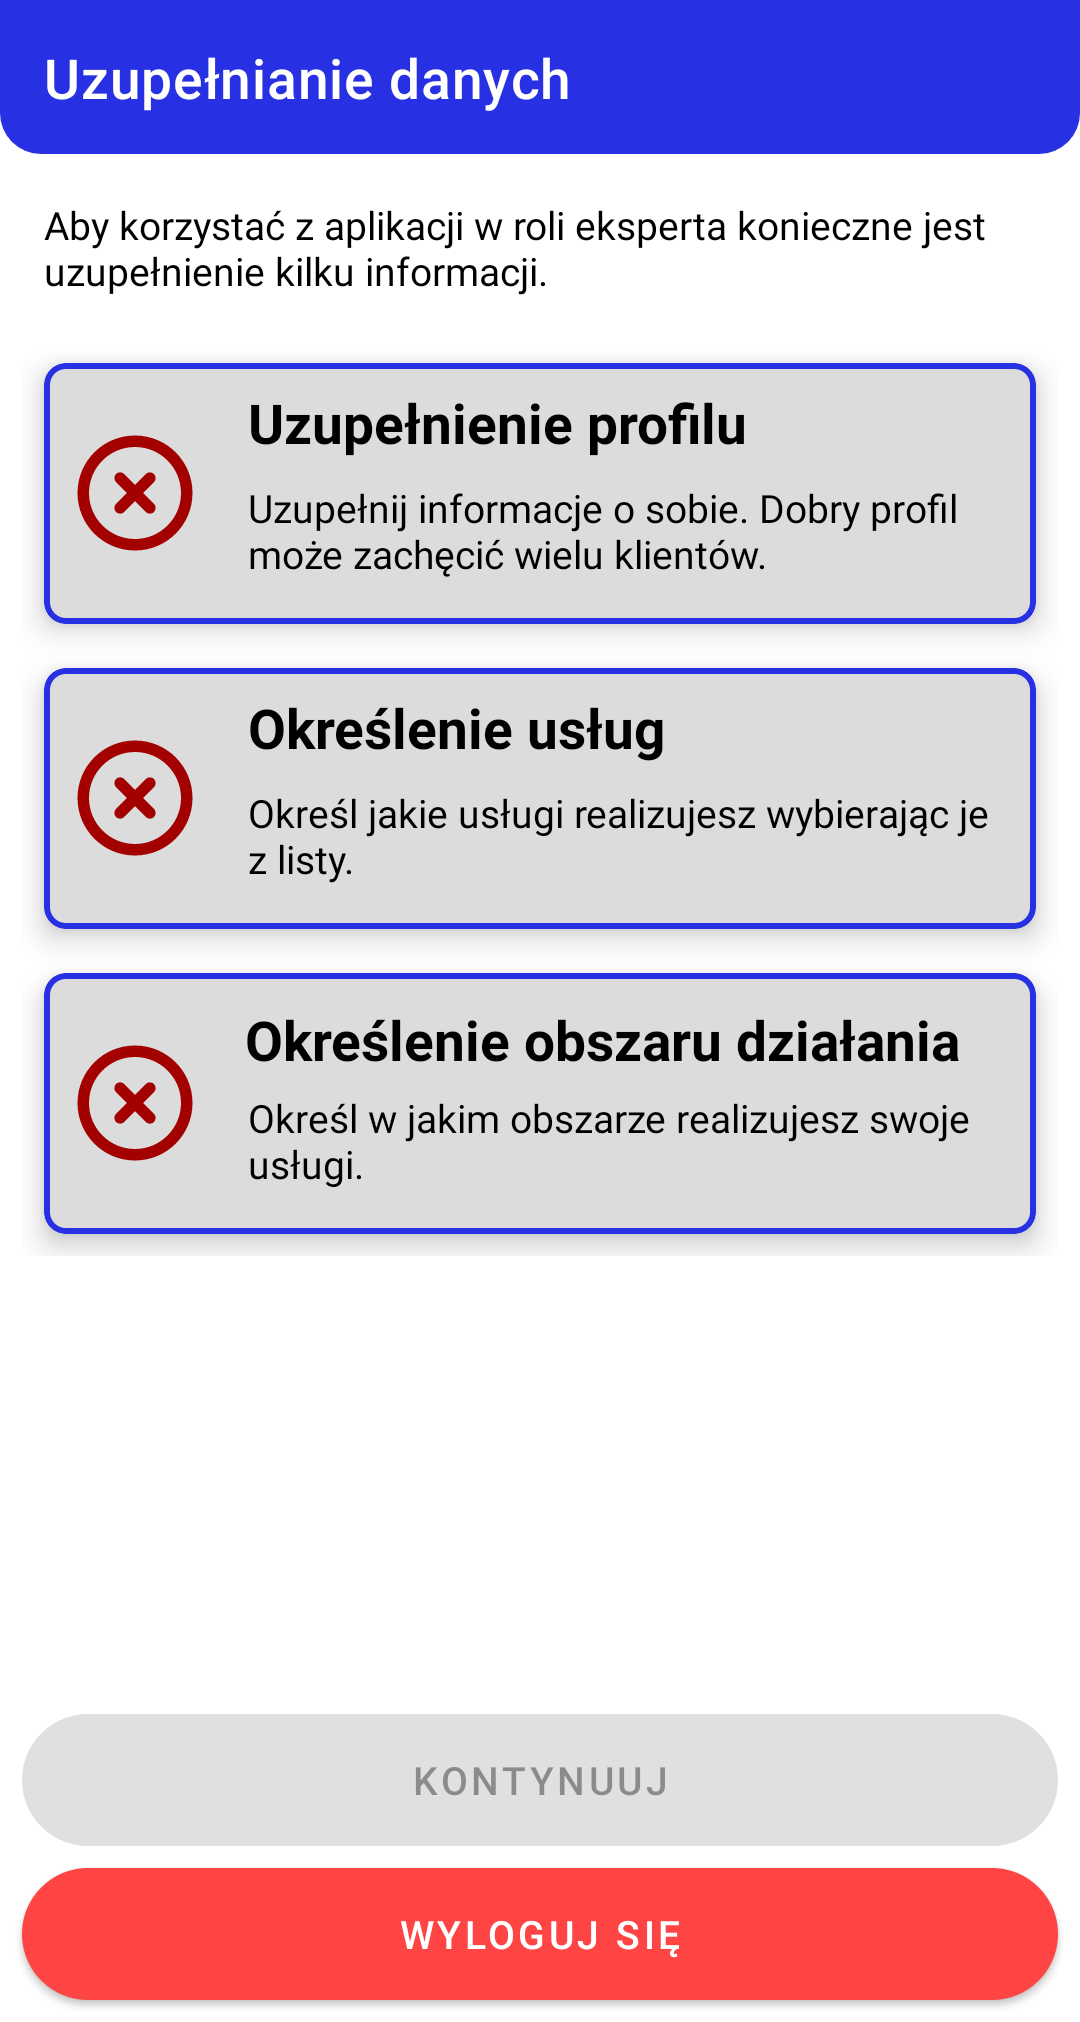 Uzupełnianie danych
Aby korzystać z aplikacji w roli eksperta konieczne jest
uzupełnienie kilku informacji.
Uzupełnienie profilu
Uzupełnij informacje o sobie. Dobry profil
może zachęcić wielu klientów.
Określenie usług
Określ jakie usługi realizujesz wybierając je
z listy.
Określenie obszaru działania
Określ w jakim obszarze realizujesz swoje
usługi.
KONTYNUUJ
WYLOGUJ SIĘ